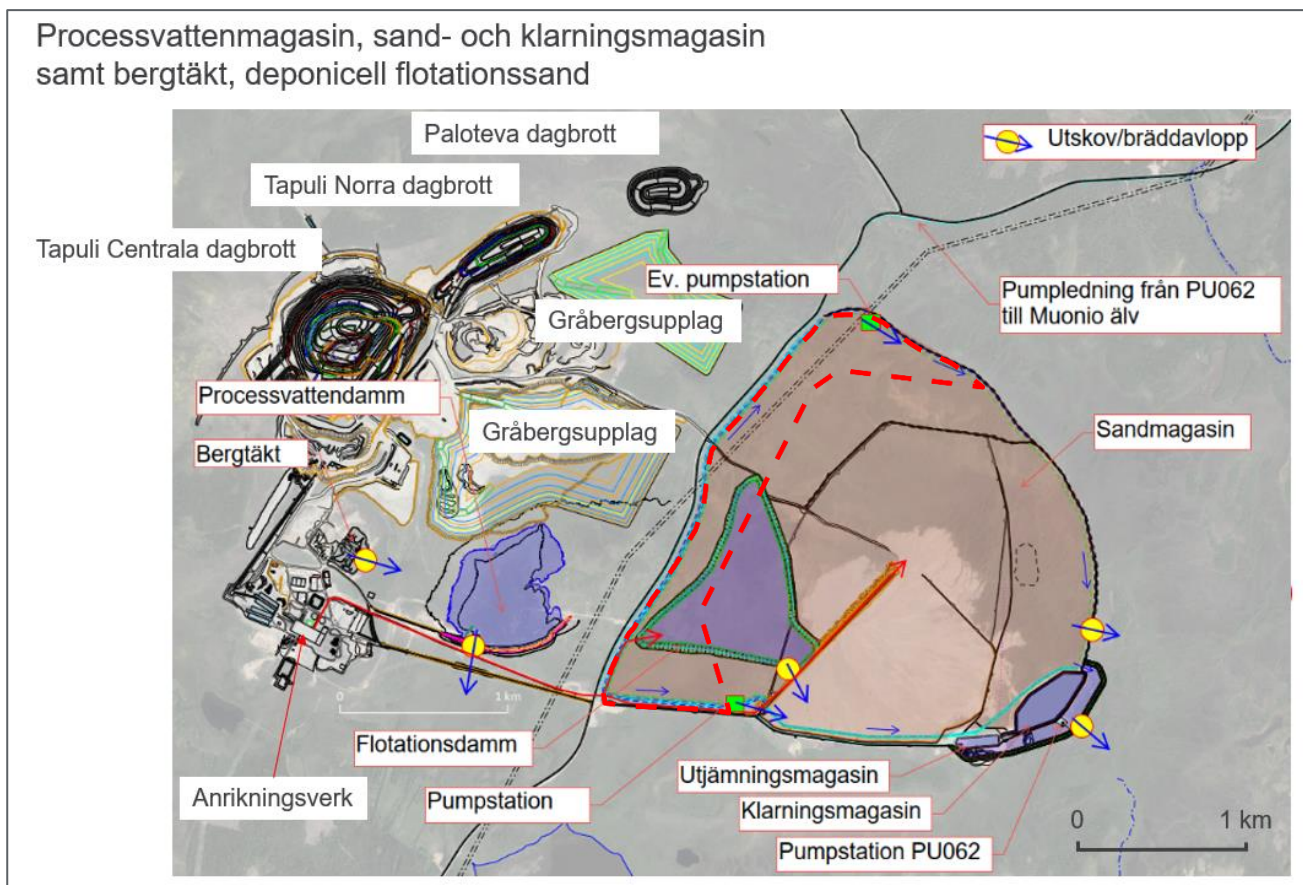 Processvattenmagasin, sand- och klarningsmagasin
samt bergtäkt, deponicell flotationssand
Paloteva dagbrott
Utskov/bräddavlopp
Tapuli Norra dagbrott
Tapuli Centrala dagbrott
Ev. pumpstation
Pumpledning från PU062
till Muonio älv
Gråbergsupplag
Processvattendamm
Gråbergsupplag
Sandmagasin
Bergtäkt
0 1 km
Flotationsdamm
Utjämningsmagasin
Anrikningsverk
Pumpstation
Klarningsmagasin
0 1 km
Pumpstation PU062